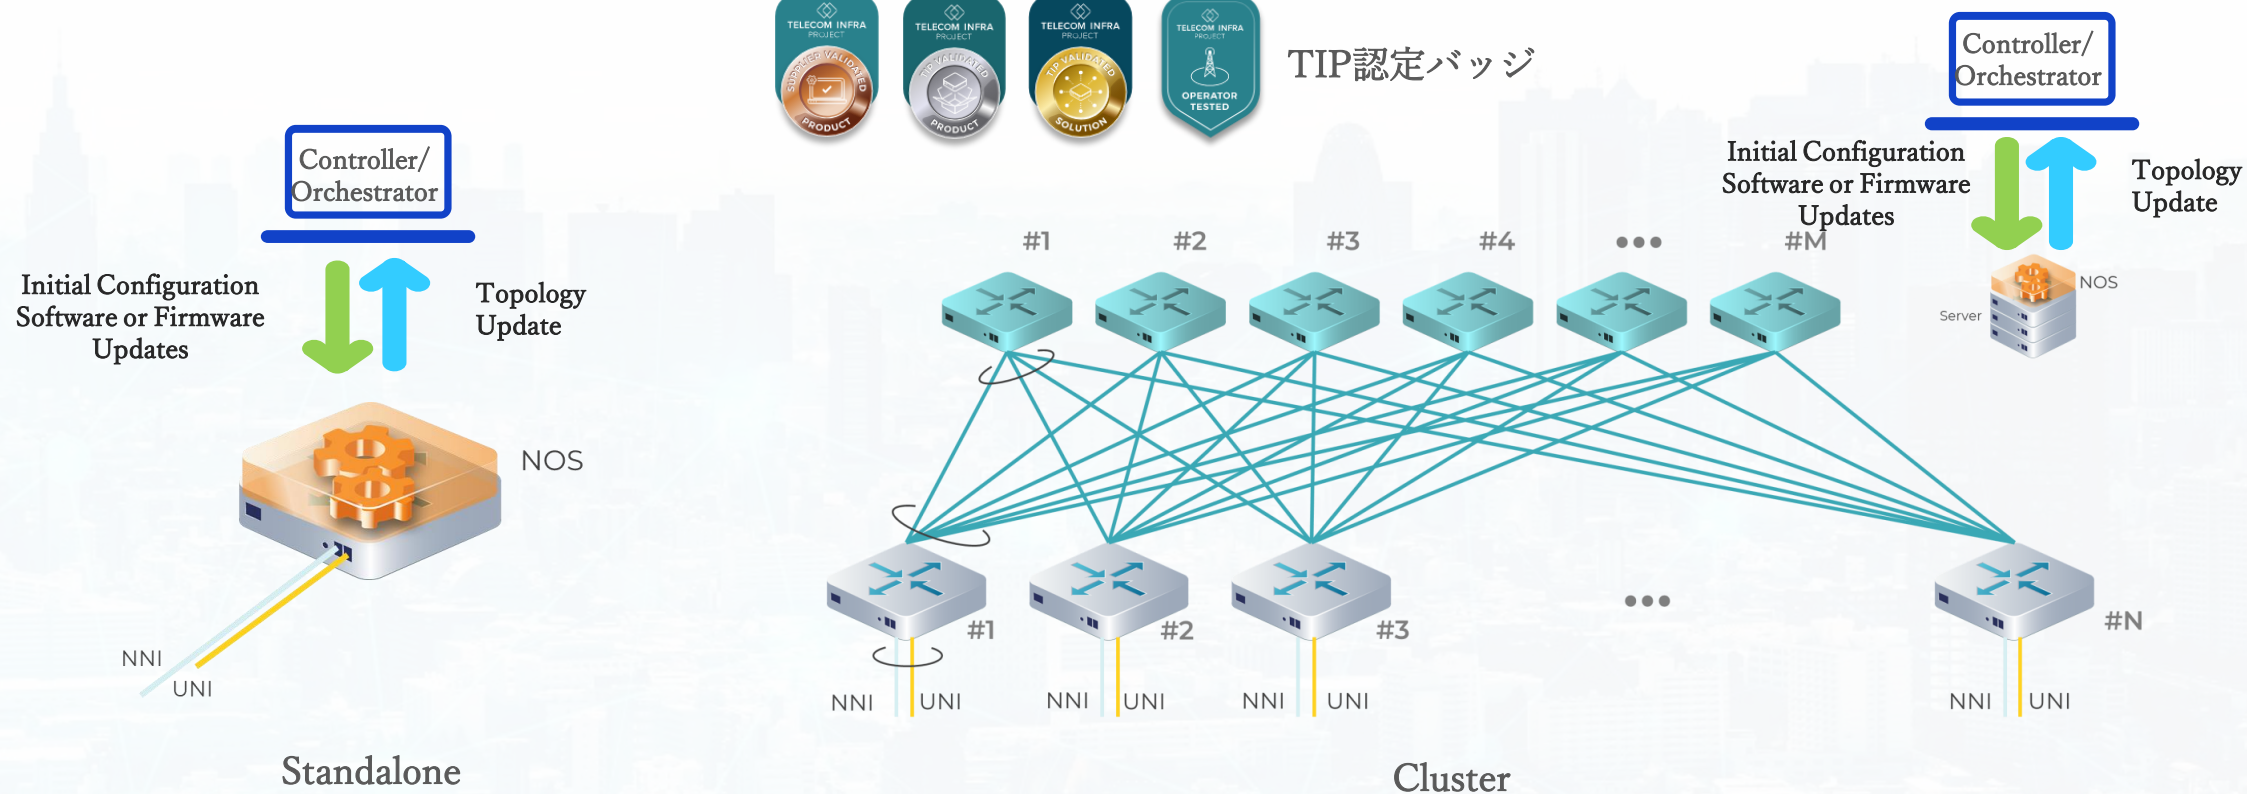 TELECOM INFRA
PROJECT
SUPPLIER VALIDATED
PRODUCT
TELECOM INFRA
PROJECT
TIP VALIDATED
PRODUCT
TELECOM INFRA
PROJECT
TIP VALIDATED
SOLUTION
TELECOM INFRA
PROJECT
OPERATOR
TESTED
TIP認定バッジ
Controller/
Orchestrator
Initial Configuration
Software or Firmware
Updates
Topology
Update
NOS
NNI
UNI
Standalone
Controller/
Orchestrator
Initial Configuration
Software or Firmware
Updates
Topology
Update
NOS
Server
#1
#2
#3
#4
•••
#M
#1
#2
#3
•••
#N
NNI
UNI
NNI
UNI
NNI
UNI
NNI
UNI
Cluster